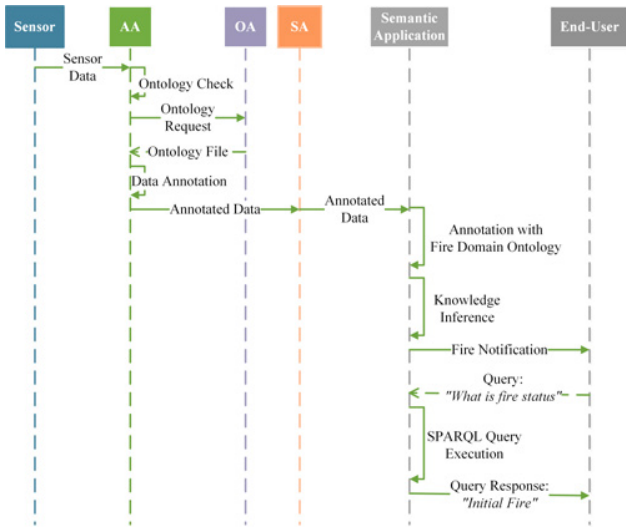 Sensor
AA
OA
SA
Semantic
Application
End-User
Sensor
Data
Ontology Check
Ontology
Request
Ontology File
Data Annotation
Annotated Data
Annotated
Data
Annotation with
Fire Domain Ontology
Knowledge
Inference
Fire Notification
Query:
"What is fire status"
SPARQL Query
Execution
Query Response:
"Initial Fire"